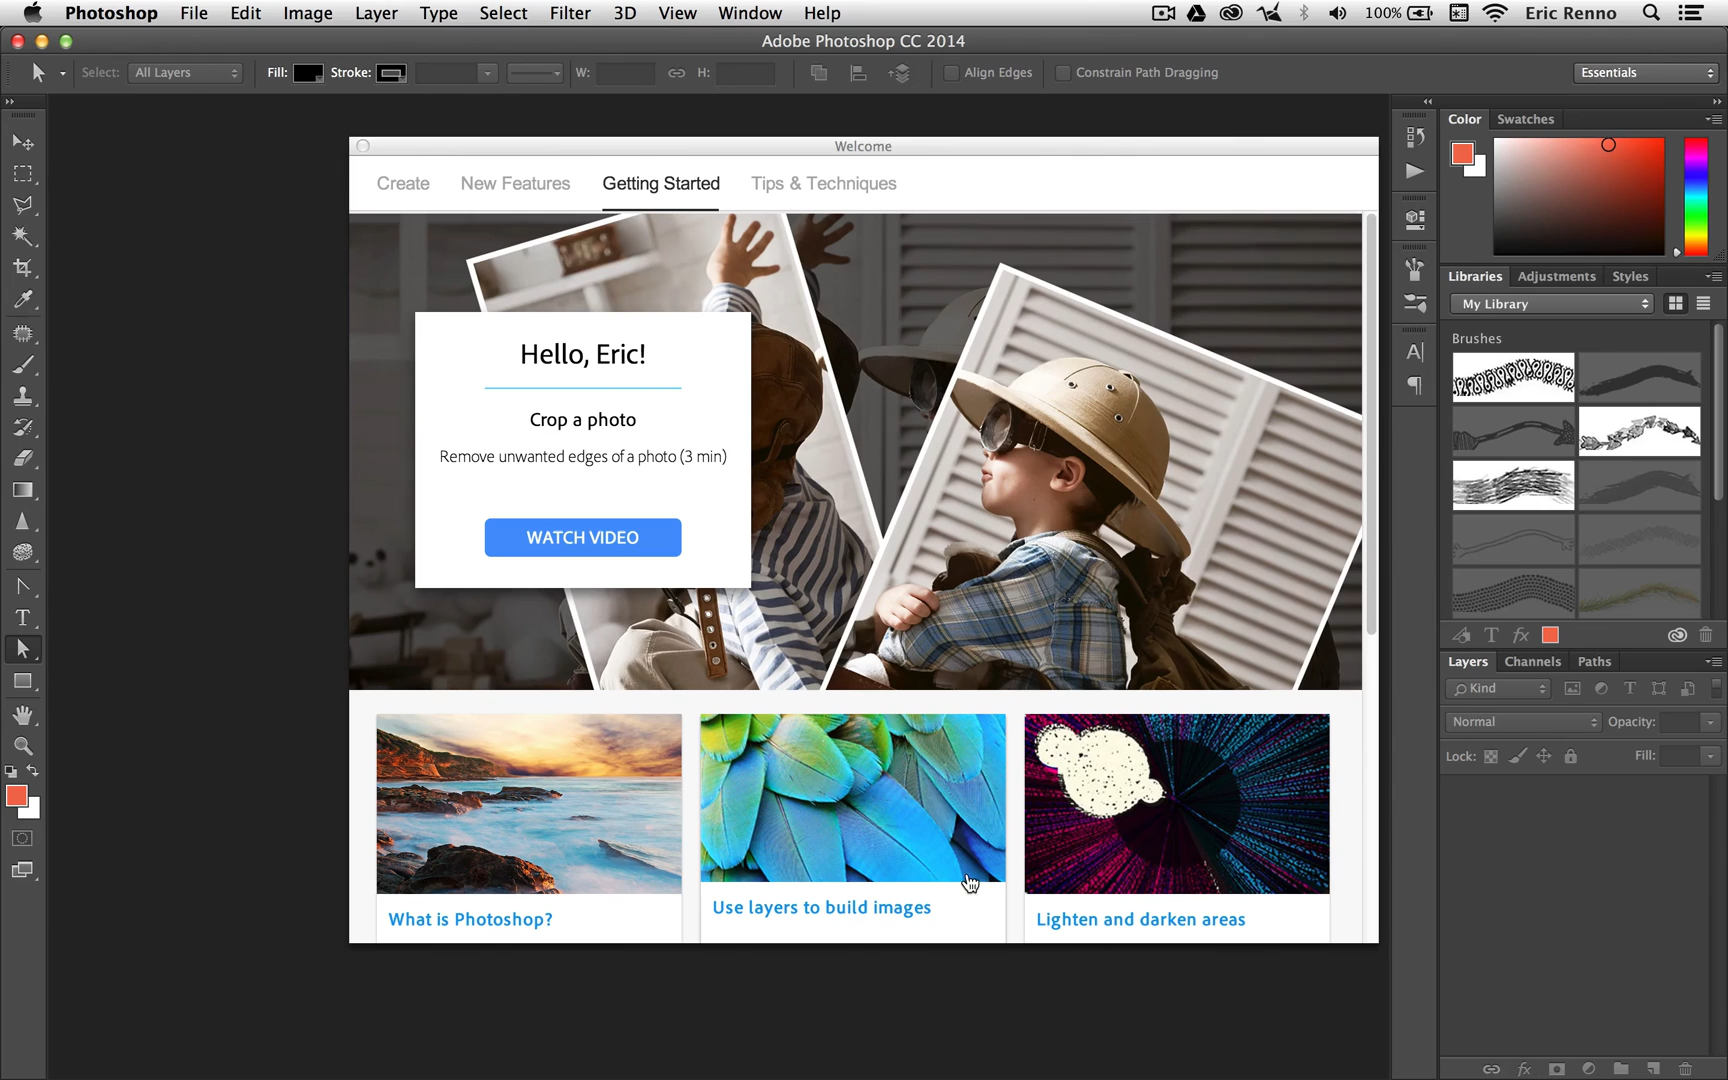 Photoshop File Edit Image Layer Type Select Filter 3D View Window Help 100% Eric Renno
Adobe Photoshop CC 2014
Select: All Layers Fill: Stroke: W: H: Align Edges Constrain Path Dragging Essentials
Welcome
Create New Features Getting Started Tips & Techniques
Hello, Eric!
Crop a photo
Remove unwanted edges of a photo (3 min)
WATCH VIDEO
What is Photoshop?
Use layers to build images
Lighten and darken areas
Color Swatches
Libraries Adjustments Styles
My Library
Brushes
fx
Layers Channels Paths
Kind
Normal Opacity:
Lock: Fill:
fx